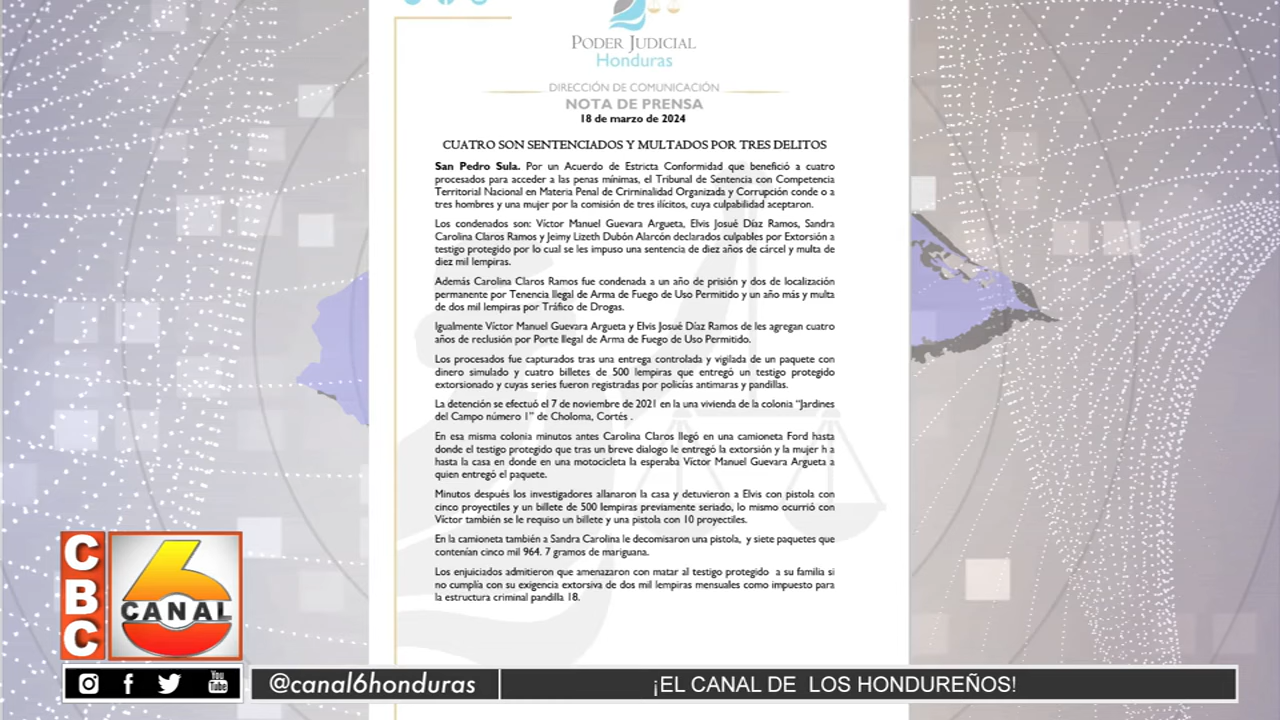 PODER JUDICIAL
Honduras
DIRECCIÓN DE COMUNICACIÓN
NOTA DE PRENSA
18 de marzo de 2024
CUATRO SON SENTENCIADOS Y MULTADOS POR TRES DELITOS
San Pedro Sula. Por un Acuerdo de Estricta Conformidad que benefició a cuatro
procesados para acceder a las penas mínimas, el Tribunal de Sentencia con Competencia
Territorial Nacional en Materia Penal de Criminalidad Organizada y Corrupción conde o a
tres hombres y una mujer por la comisión de tres ilícitos, cuya culpabilidad aceptaron.
Los condenados son: Víctor Manuel Guevara Argueta, Elvis Josué Díaz Ramos, Sandra
Carolina Claros Ramos y Jeimy Lizeth Dubón Alarcón declarados culpables por Extorsión a
testigo protegido por lo cual se les impuso una sentencia de diez años de cárcel y multa de
diez mil lempiras.
Además Carolina Claros Ramos fue condenada a un año de prisión y dos de localización
permanente por Tenencia Ilegal de Arma de Fuego de Uso Permitido y un año más y multa
de dos mil lempiras por Tráfico de Drogas.
Igualmente Víctor Manuel Guevara Argueta y Elvis Josué Díaz Ramos de les agregan cuatro
años de reclusión por Porte Ilegal de Arma de Fuego de Uso Permitido.
Los procesados fue capturados tras una entrega controlada y vigilada de un paquete con
dinero simulado y cuatro billetes de 500 lempiras que entregó un testigo protegido
extorsionado y cuyas series fueron registradas por policías antimaras y pandillas.
La detención se efectuó el 7 de noviembre de 2021 en la una vivienda de la colonia "Jardines
del Campo número 1" de Choloma, Cortés .
En esa misma colonia minutos antes Carolina Claros llegó en una camioneta Ford hasta
donde el testigo protegido que tras un breve dialogo le entregó la extorsión y la mujer h a
hasta la casa en donde en una motocicleta la esperaba Víctor Manuel Guevara Argueta a
quien entregó el paquete.
Minutos después los investigadores allanaron la casa y detuvieron a Elvis con pistola con
cinco proyectiles y un billete de 500 lempiras previamente seriado, lo mismo ocurrió con
Víctor también se le requiso un billete y una pistola con 10 proyectiles.
En la camioneta también a Sandra Carolina le decomisaron una pistola, y siete paquetes que
contenían cinco mil 964. 7 gramos de mariguana.
Los enjuiciados admitieron que amenazaron con matar al testigo protegido a su familia si
no cumplía con su exigencia extorsiva de dos mil lempiras mensuales como impuesto para
la estructura criminal pandilla 18.
CBC
6
CANAL
You Tube
@canal6honduras
¡EL CANAL DE LOS HONDUREÑOS!